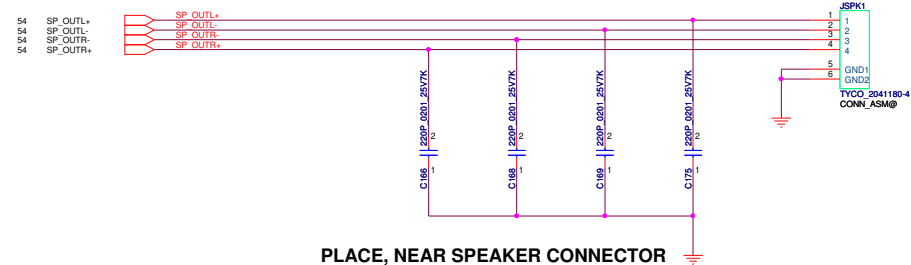 JSPK1
54 SP_OUTL+ SP_OUTL+ 1 1
54 SP_OUTL- SP_OUTL- 2 2
54 SP_OUTR- SP_OUTR- 3 3
54 SP_OUTR+ SP_OUTR+ 4 4
5 GND1
6 GND2
TYCO_2041180-4
CONN_ASM@
220P_0201_25V7K
220P_0201_25V7K
220P_0201_25V7K
220P_0201_25V7K
2 2 2 2
1 1 1 1
C166
C168
C169
C175
PLACE, NEAR SPEAKER CONNECTOR